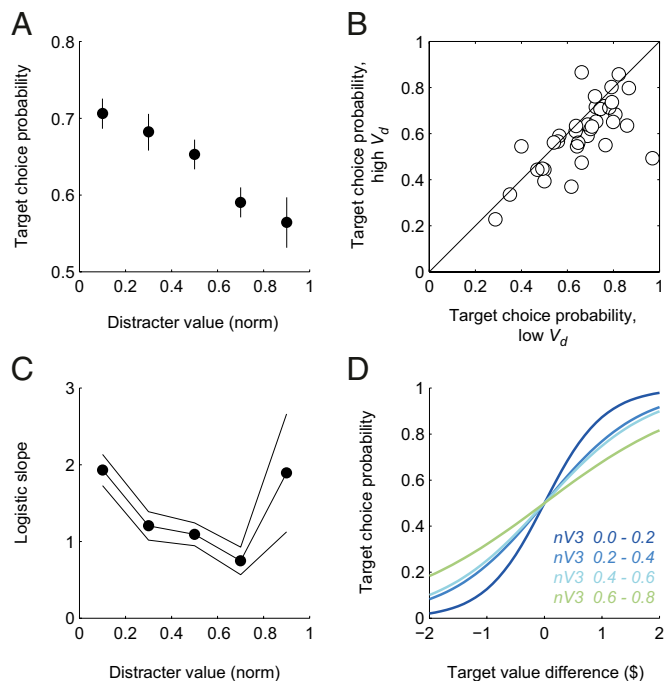 A
0.8
0.7
0.6
0.5
Target choice probability
0
0.2
0.4
0.6
0.8
1
Distracter value (norm)
B
1
0.8
0.6
0.4
0.2
0
Target choice probability,
high Vd
0
0.2
0.4
0.6
0.8
1
Target choice probability,
low Vd
C
3
2
1
0
Logistic slope
0
0.2
0.4
0.6
0.8
1
Distracter value (norm)
D
1
0.8
0.6
0.4
0.2
0
Target choice probability
nV3 0.0 - 0.2
nV3 0.2 - 0.4
nV3 0.4 - 0.6
nV3 0.6 - 0.8
−2
−1
0
1
2
Target value difference ($)